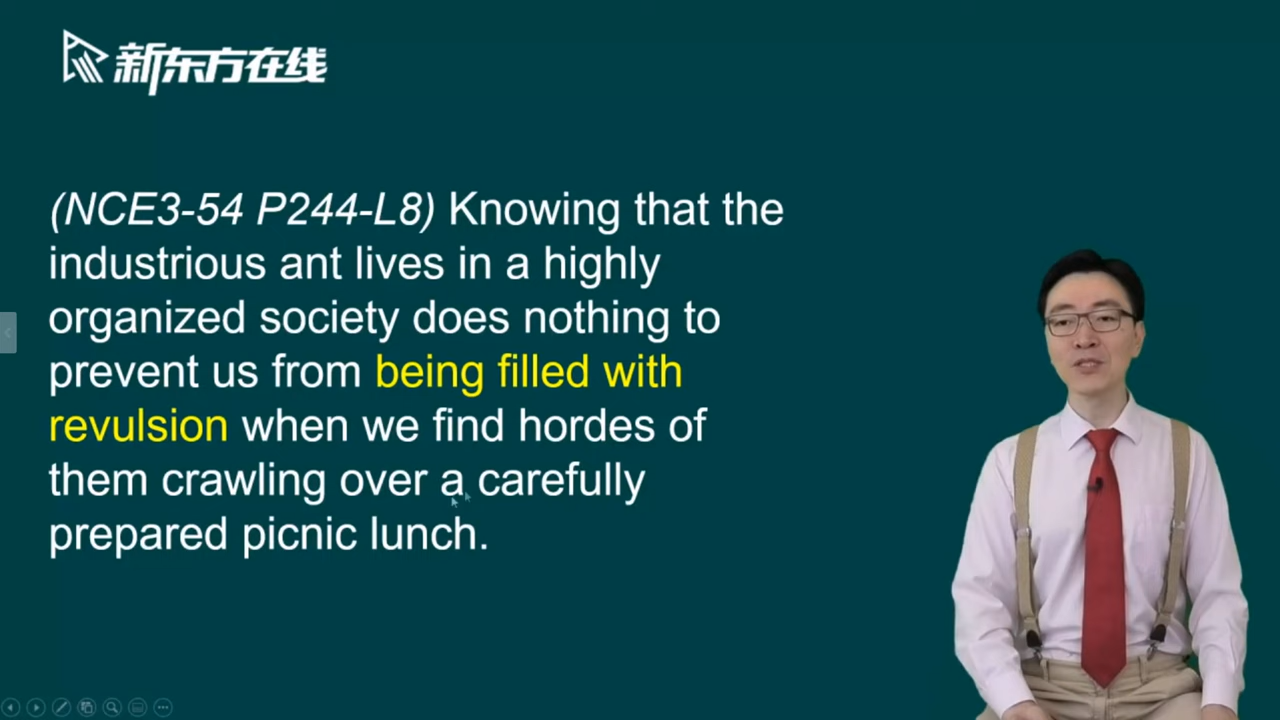 新东方在线
(NCE3-54 P244-L8) Knowing that the
industrious ant lives in a highly
organized society does nothing to
prevent us from being filled with
revulsion when we find hordes of
them crawling over a carefully
prepared picnic lunch.